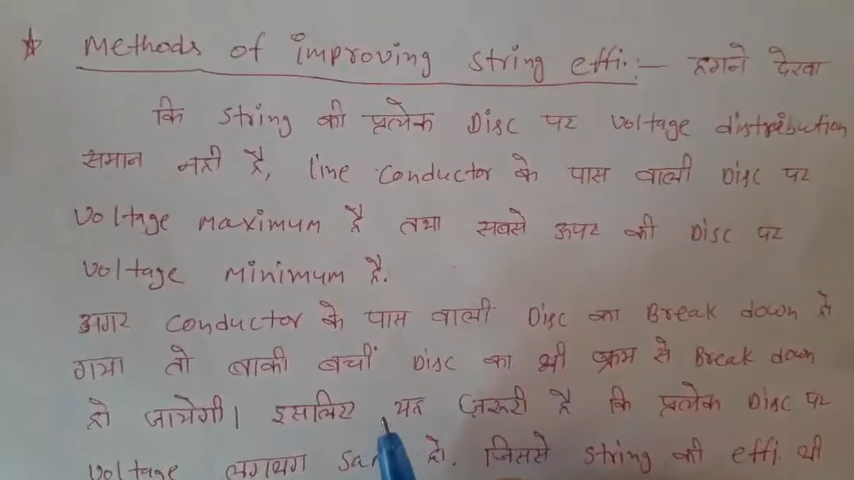 * Methods of improving string effi. :- हमने देखा
कि string की प्रत्येक Disc पर voltage distribution
समान नही है, line conductor के पास वाली Disc पर
voltage maximum है तथा सबसे ऊपर की Disc पर
voltage minimum है.
अगर conductor के पास वाली Disc का Break down हो
गया तो बाकी बचीं Disc का भी क्रम से Break down
हो जायेगी। इसलिए यह ज़रूरी है कि प्रत्येक Disc पर
voltage लगभग हो. जिससे string की effi. भी